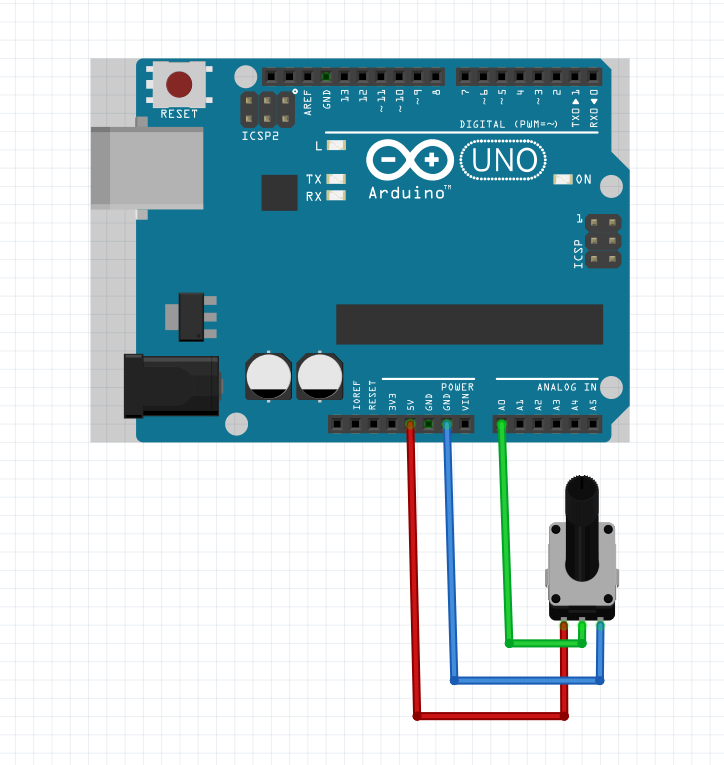 RESET
ICSP2
AREF
GND
13
12
~11
~10
~9
8
7
~6
~5
4
~3
2
TX0▶1
RX0◀0
DIGITAL (PWM=~)
L
TX
RX
UNO
Arduino™
ON
1
ICSP
POWER
ANALOG IN
IOREF
RESET
3V3
5V
GND
GND
VIN
A0
A1
A2
A3
A4
A5